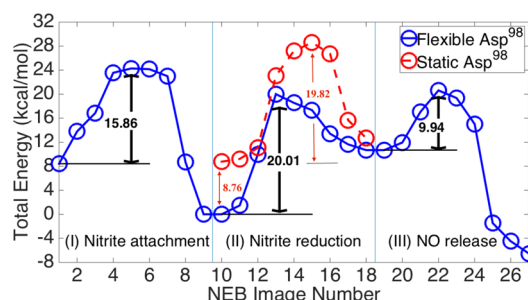 32
28
24
20
16
12
8
4
0
-4
-8
Total Energy (kcal/mol)
Flexible Asp⁹⁸
Static Asp⁹⁸
15.86
8.76
20.01
19.82
9.94
(I) Nitrite attachment
(II) Nitrite reduction
(III) NO release
2 4 6 8 10 12 14 16 18 20 22 24 26
NEB Image Number